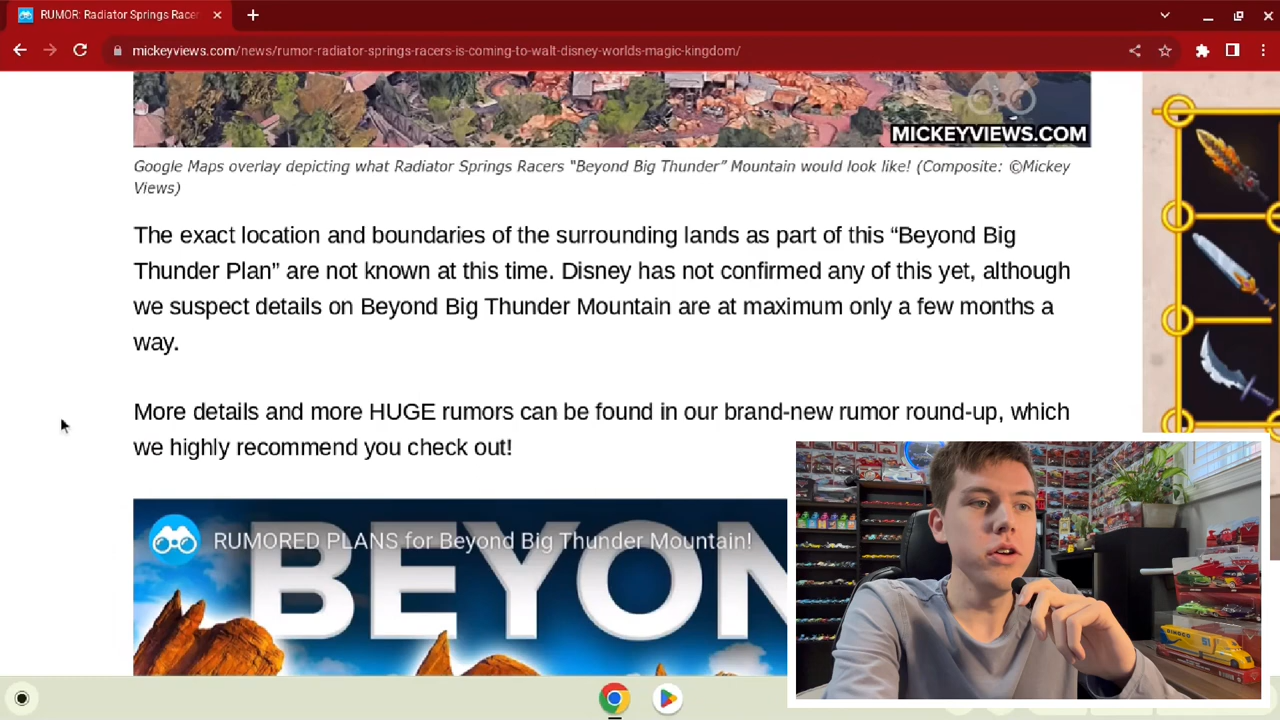 RUMOR: Radiator Springs Racer
mickeyviews.com/news/rumor-radiator-springs-racers-is-coming-to-walt-disney-worlds-magic-kingdom/
MICKEYVIEWS.COM
Google Maps overlay depicting what Radiator Springs Racers “Beyond Big Thunder” Mountain would look like! (Composite: ©Mickey
Views)
The exact location and boundaries of the surrounding lands as part of this “Beyond Big
Thunder Plan” are not known at this time. Disney has not confirmed any of this yet, although
we suspect details on Beyond Big Thunder Mountain are at maximum only a few months a
way.
More details and more HUGE rumors can be found in our brand-new rumor round-up, which
we highly recommend you check out!
RUMORED PLANS for Beyond Big Thunder Mountain!
BEYON
DINOCO